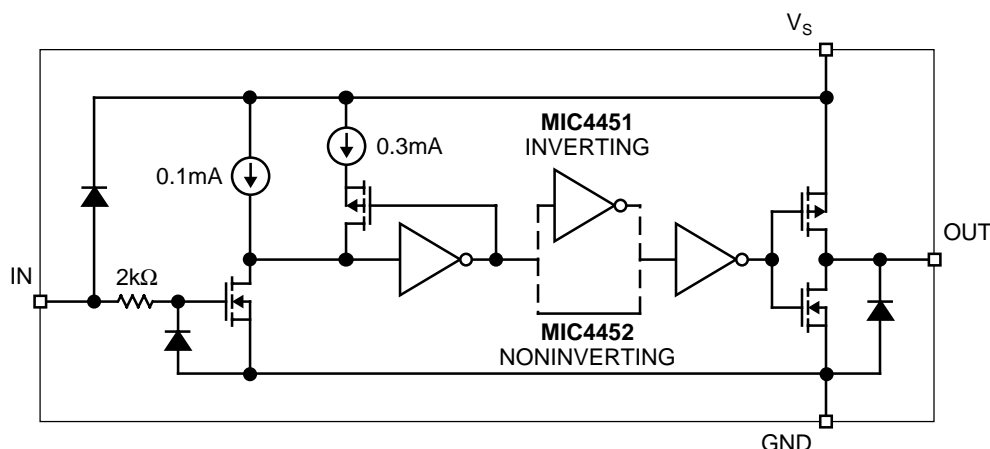 V_S
MIC4451
INVERTING
0.3mA
0.1mA
OUT
IN
2kΩ
MIC4452
NONINVERTING
GND